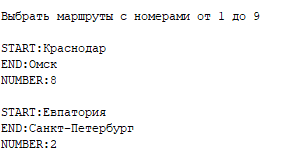 Выбрать маршруты с номерами от 1 до 9
START:Краснодар
END:Омск
NUMBER:8
START:Евпатория
END:Санкт-Петербург
NUMBER:2